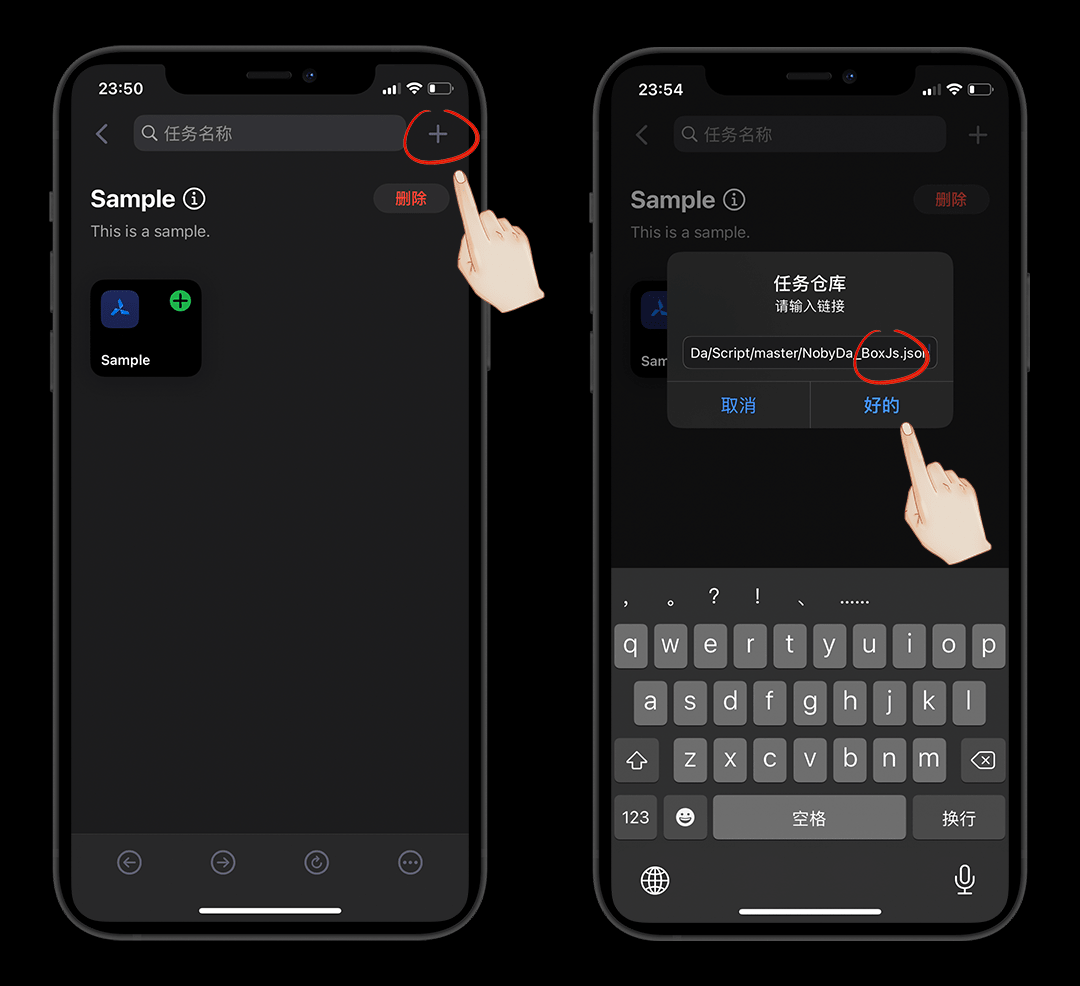 23:50
任务名称
Sample
删除
This is a sample.
Sample
23:54
任务名称
Sample
删除
This is a sample.
Sam
任务仓库
请输入链接
Da/Script/master/NobyDa_BoxJs.json
取消
好的
, 。 ? ! 、 ......
q w e r t y u i o p
a s d f g h j k l
z x c v b n m
123
空格
换行